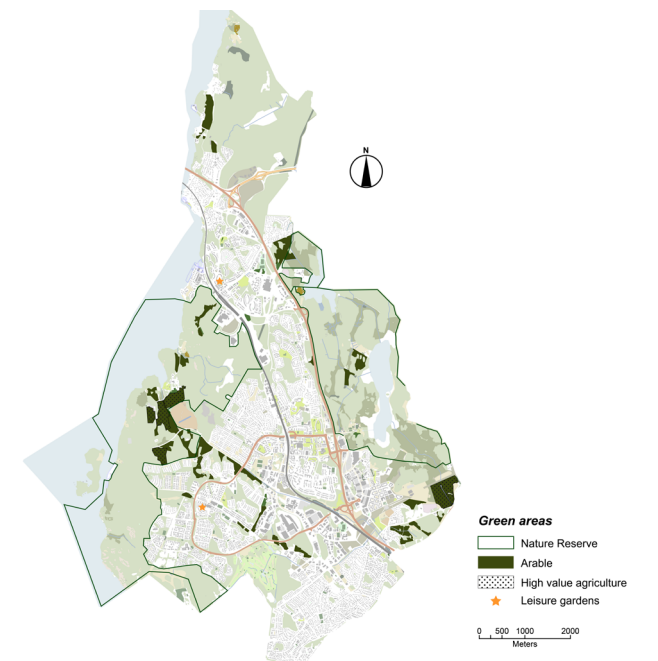 N
Green areas
Nature Reserve
Arable
High value agriculture
Leisure gardens
0 500 1000 2000
Meters